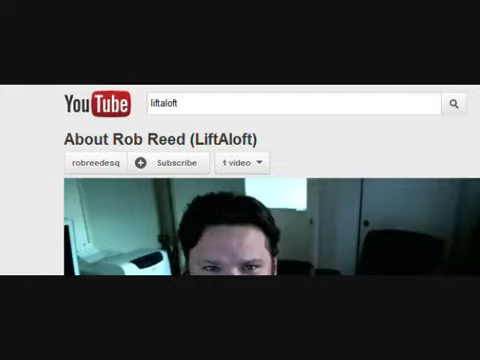 YouTube
liftaloft
About Rob Reed (LiftAloft)
robreedesq Subscribe 1 video